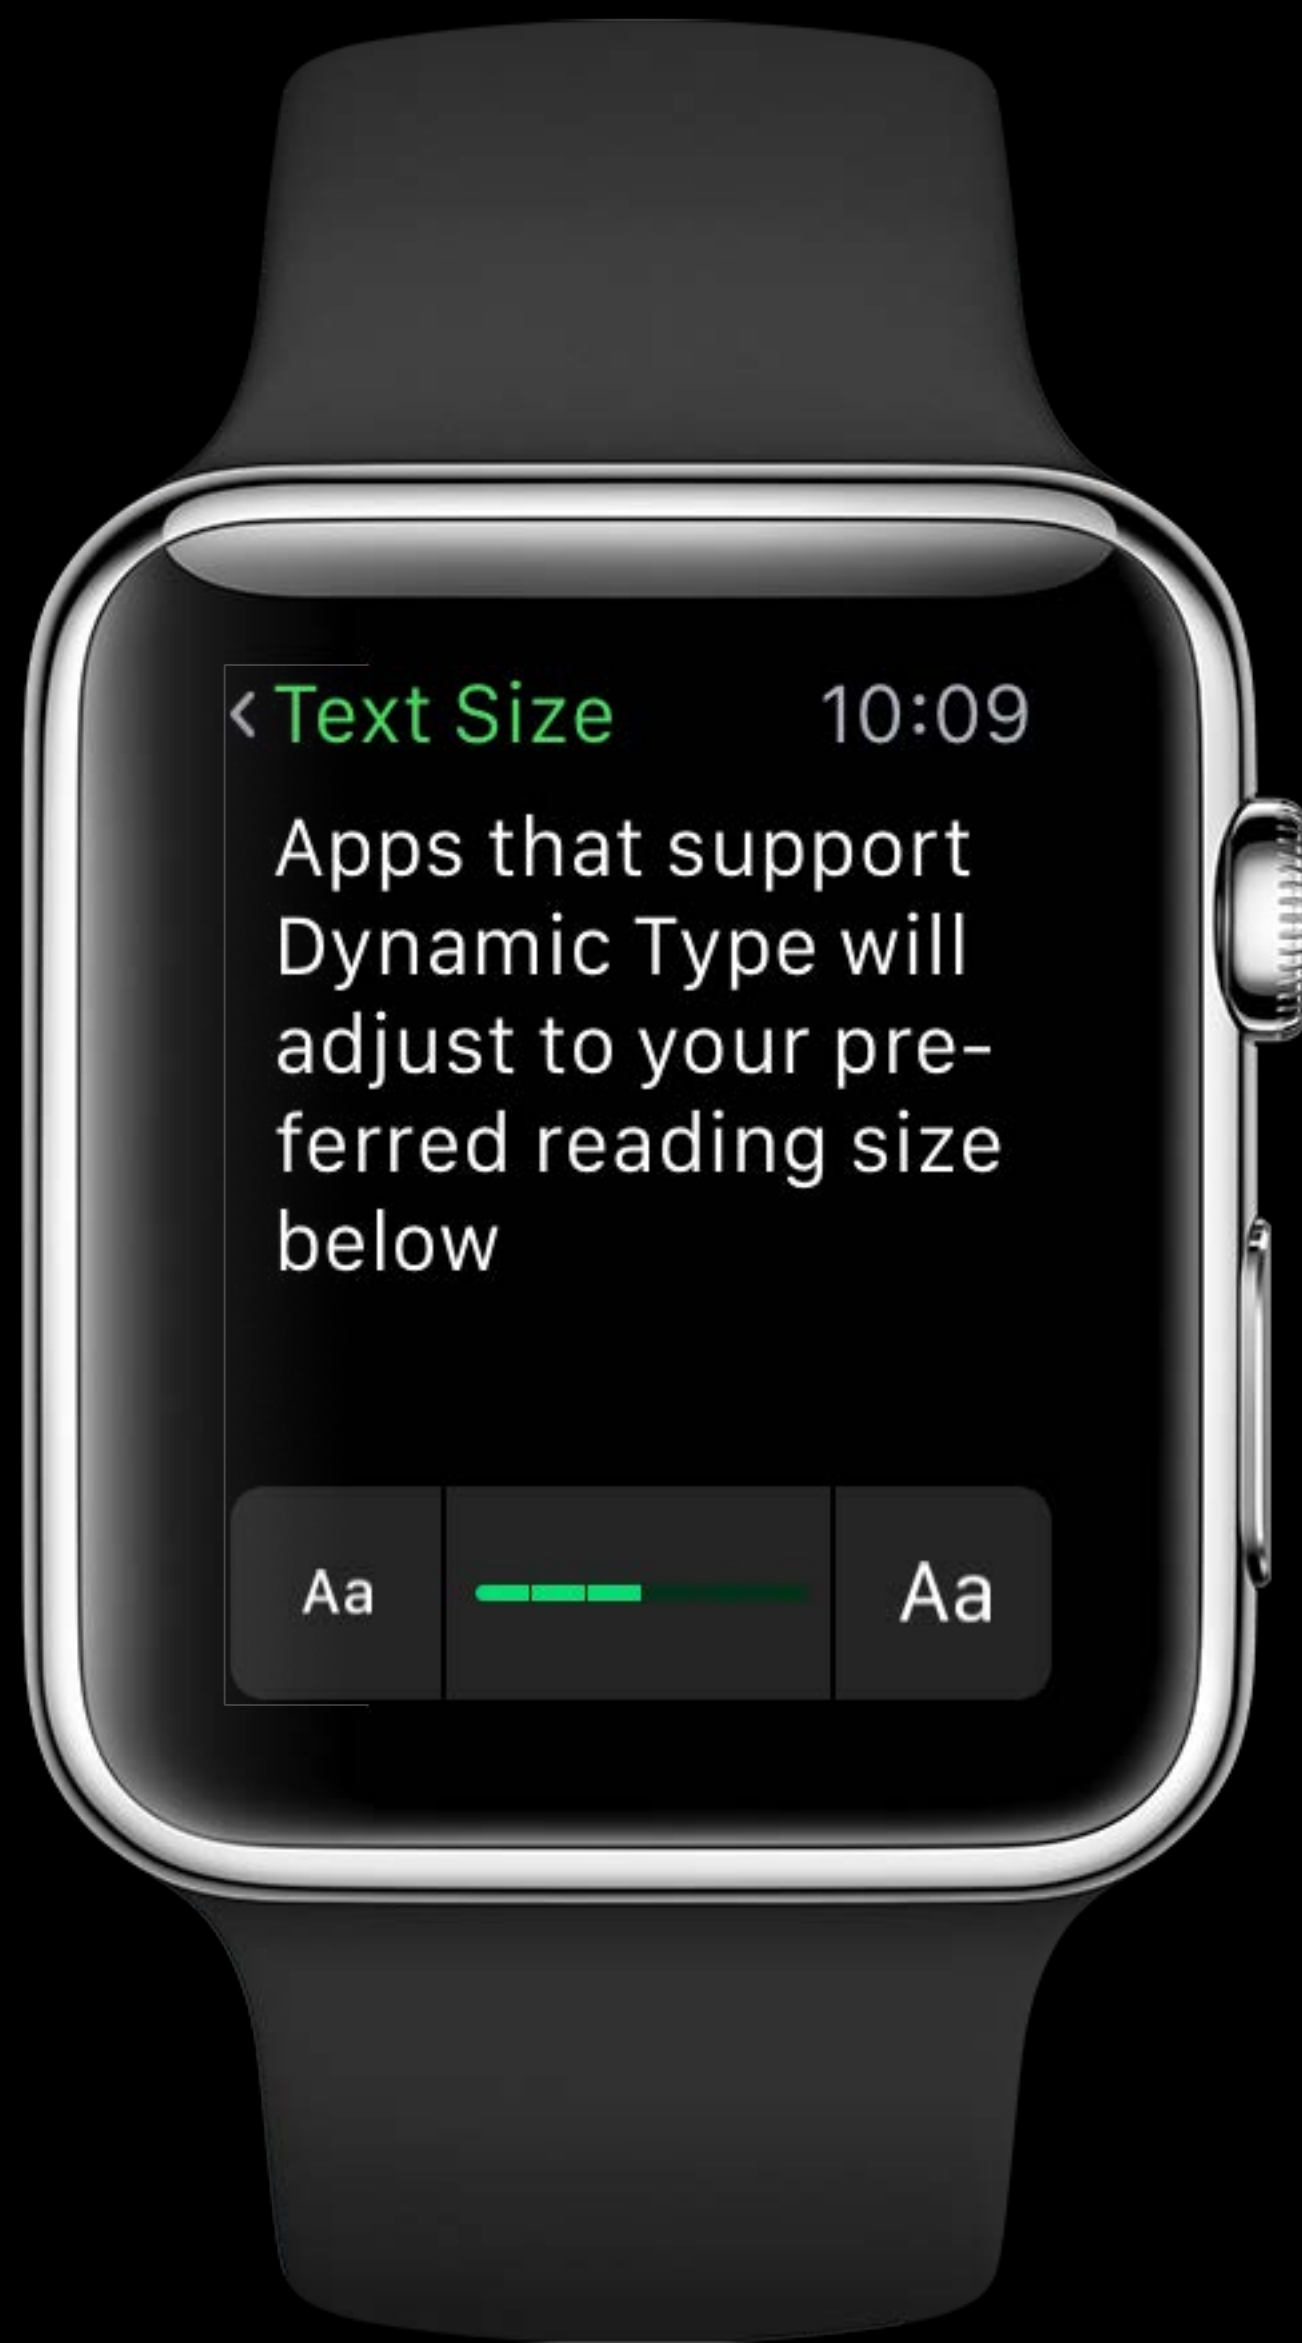 Text Size 10:09
Apps that support
Dynamic Type will
adjust to your pre-
ferred reading size
below
Aa Aa